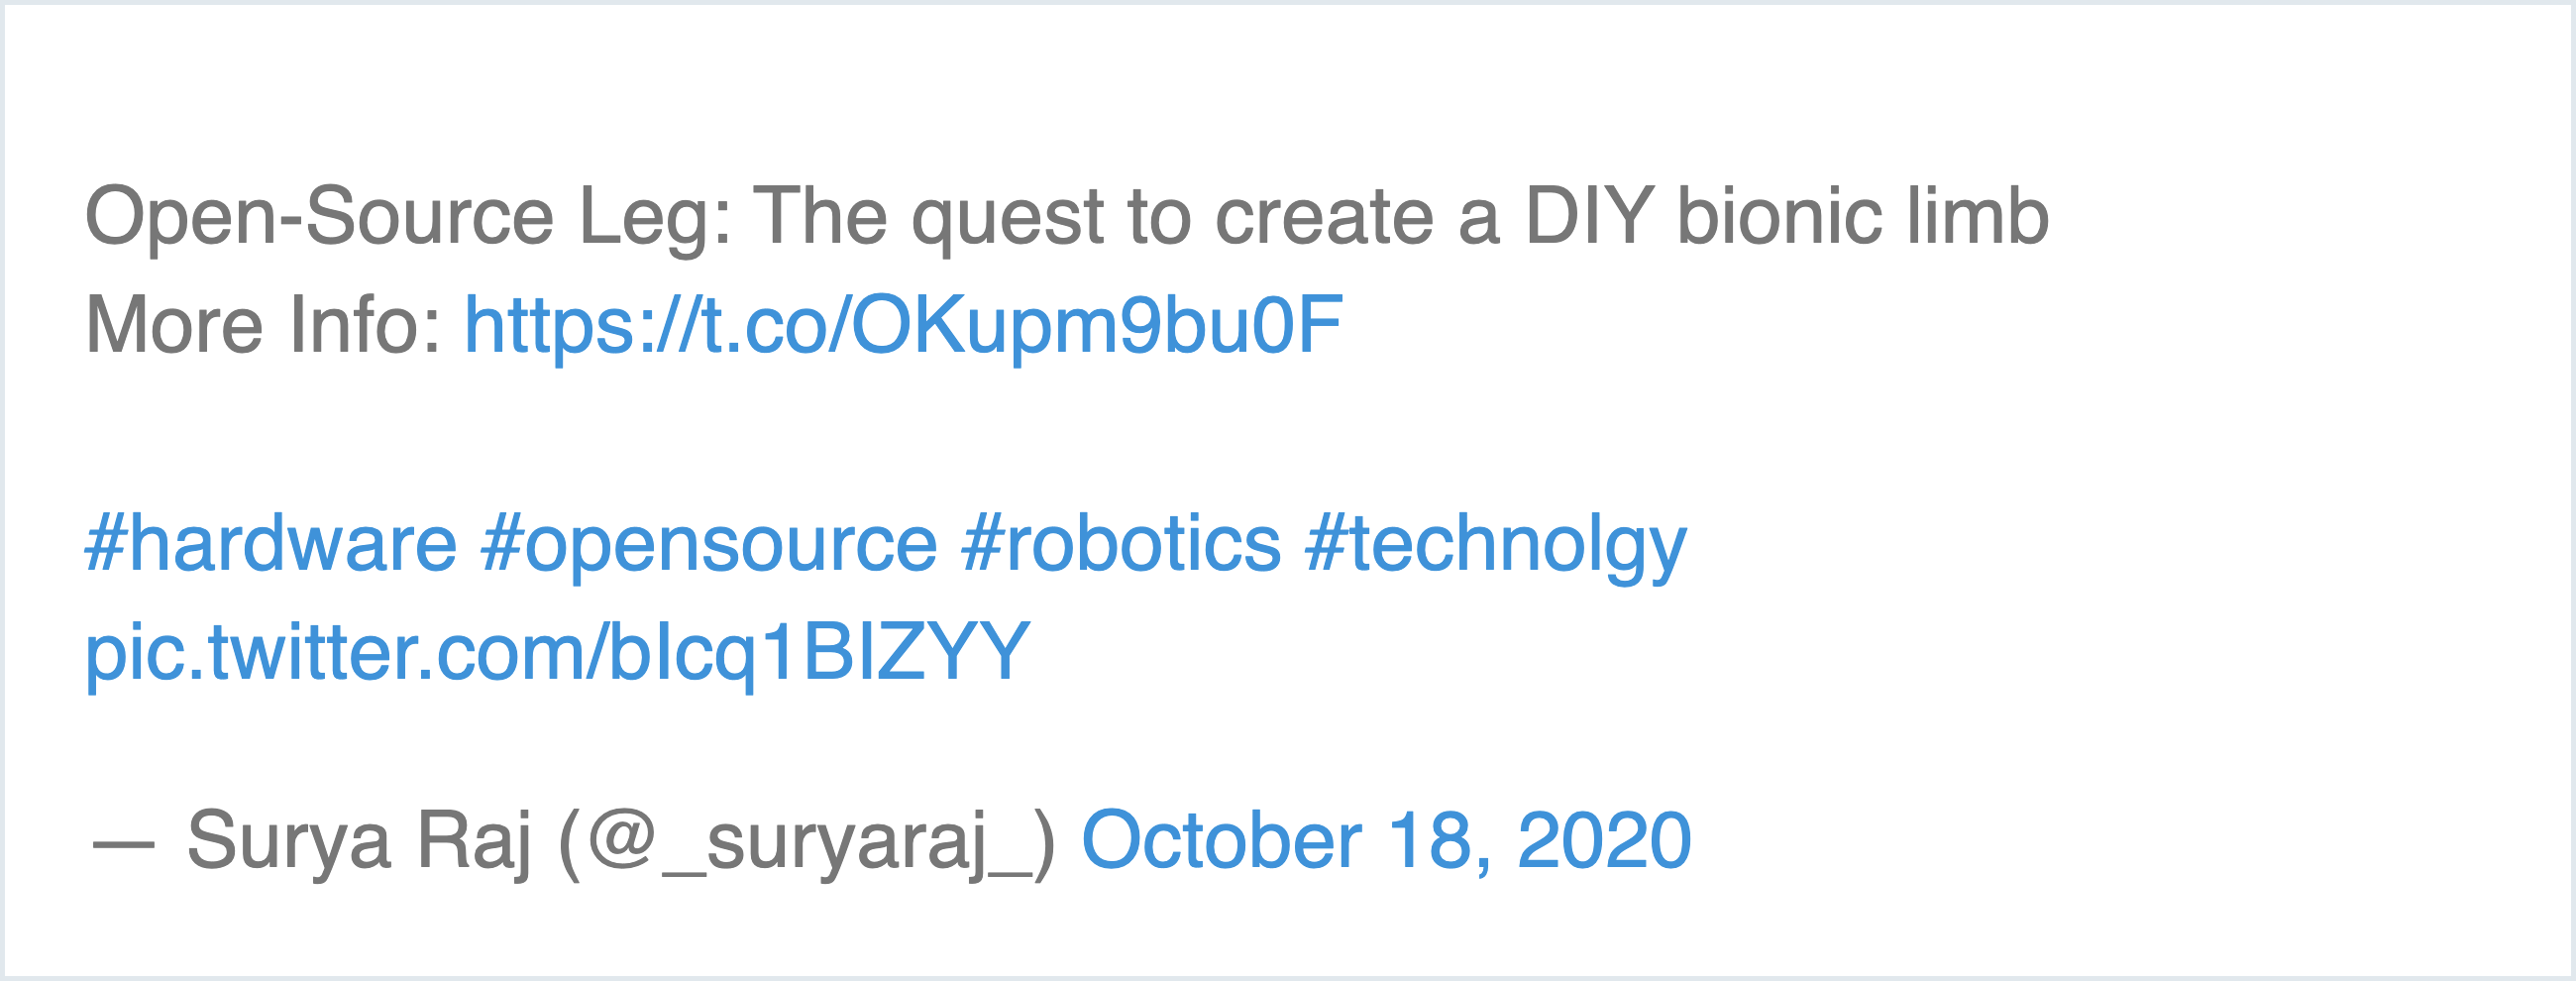 Open-Source Leg: The quest to create a DIY bionic limb
More Info: https://t.co/OKupm9bu0F
#hardware #opensource #robotics #technolgy
pic.twitter.com/bIcq1BIZYY
— Surya Raj (@_suryaraj_) October 18, 2020